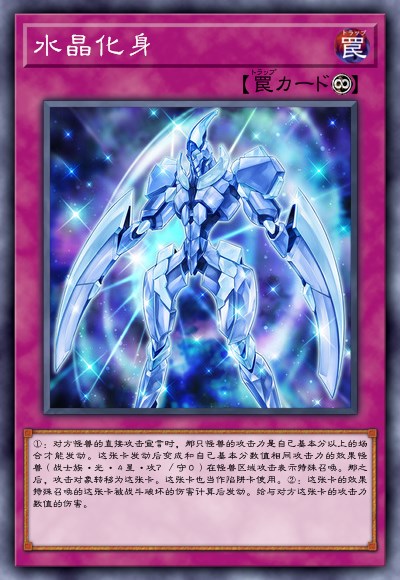 水晶化身
トラップ
罠
トラップ
【罠カード】
①：对方怪兽的直接攻击宣言时，那只怪兽的攻击力是自己基本分以上的场
合才能发动。这张卡发动后变成和自己基本分数值相同攻击力的效果怪
兽（战士族・光・4星・攻？／守0）在怪兽区域攻击表示特殊召唤。那之
后，攻击对象转移为这张卡。这张卡也当作陷阱卡使用。②：这张卡的效果
特殊召唤的这张卡被战斗破坏的伤害计算后发动。给与对方这张卡的攻击力
数值的伤害。